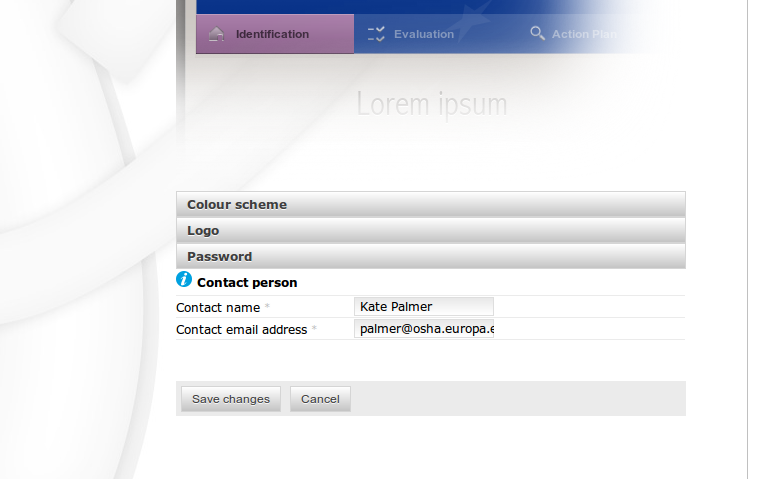 Identification Evaluation Action Plan
Lorem ipsum
Colour scheme
Logo
Password
i Contact person
Contact name * Kate Palmer
Contact email address * palmer@osha.europa.e
Save changes Cancel